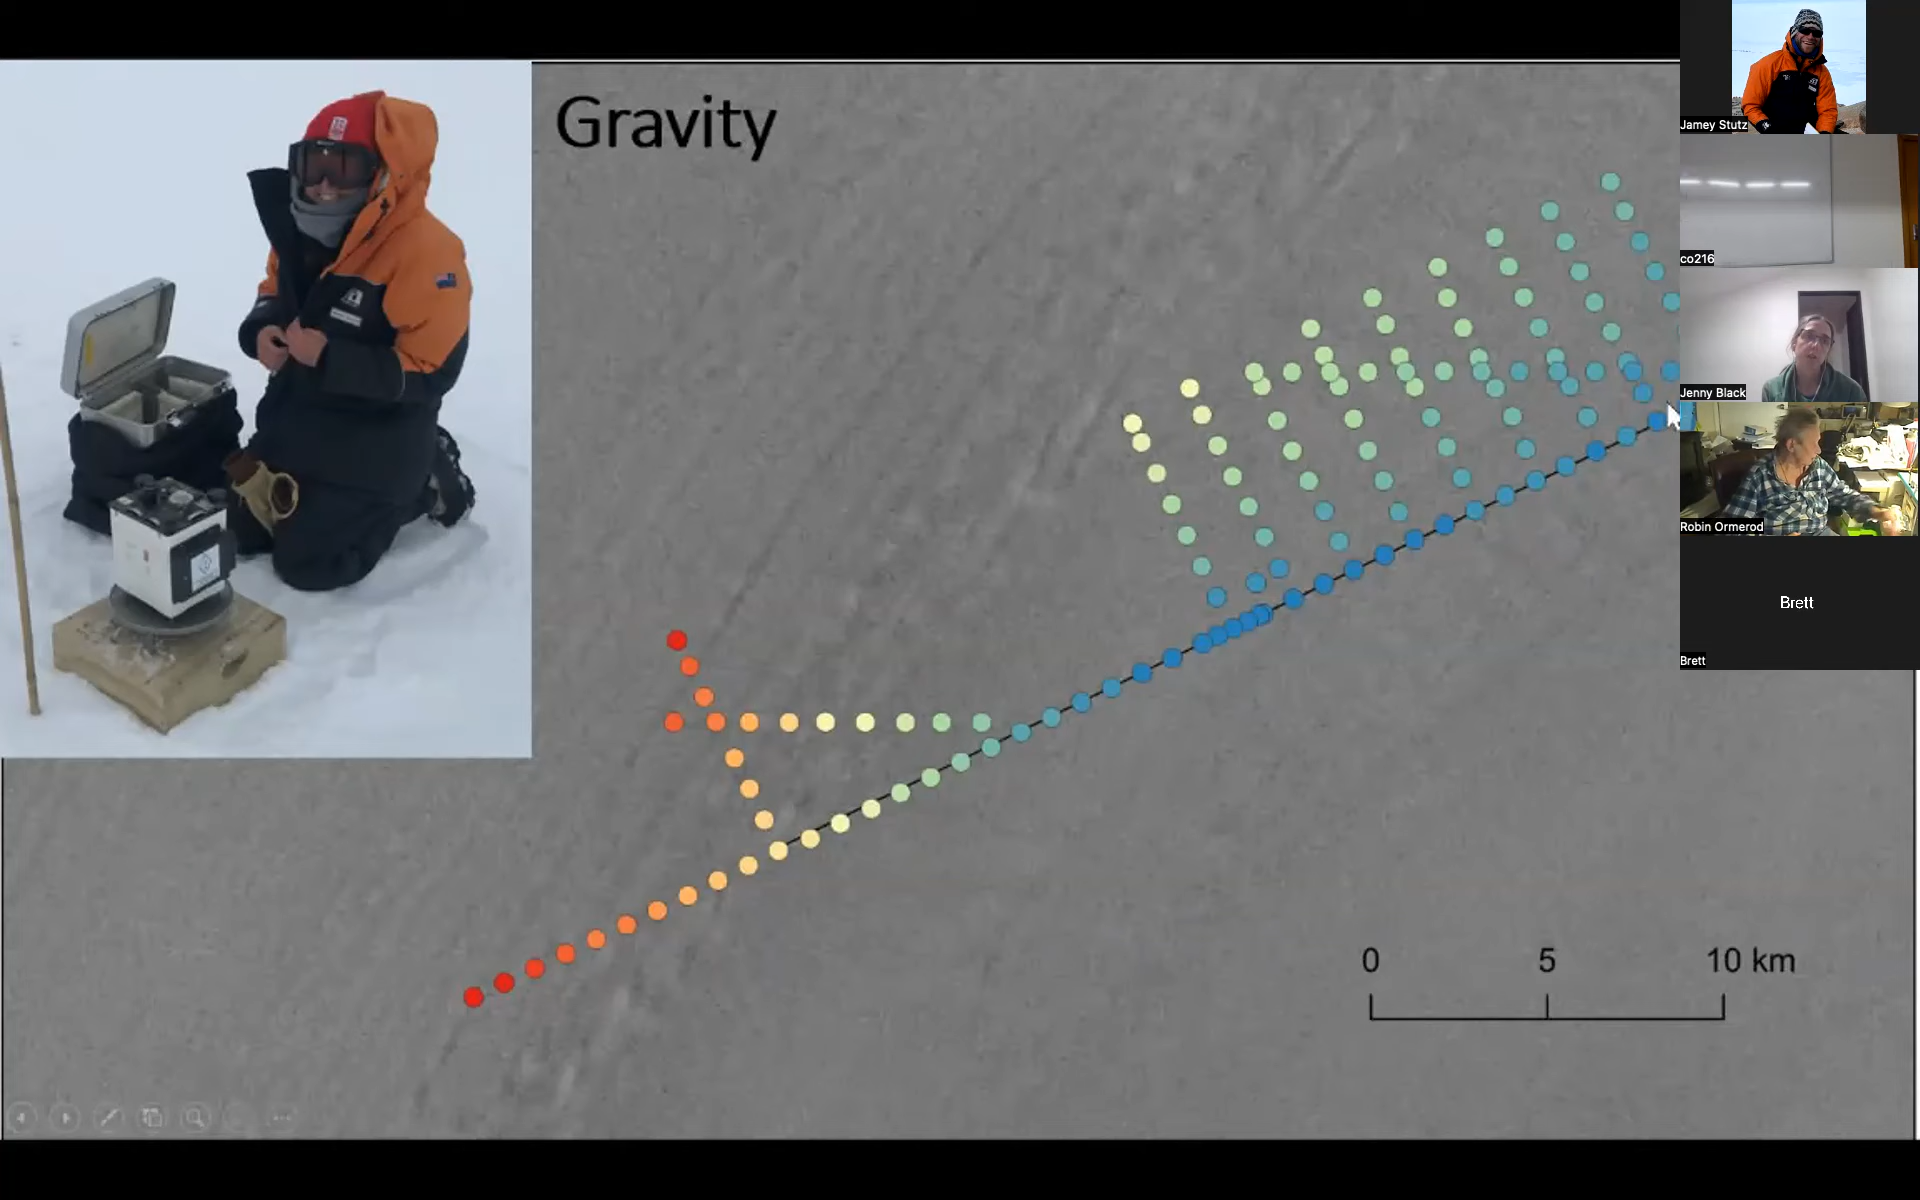 Gravity
0 5 10 km
Jamey Stutz
co216
Jenny Black
Robin Ormerod
Brett
Brett